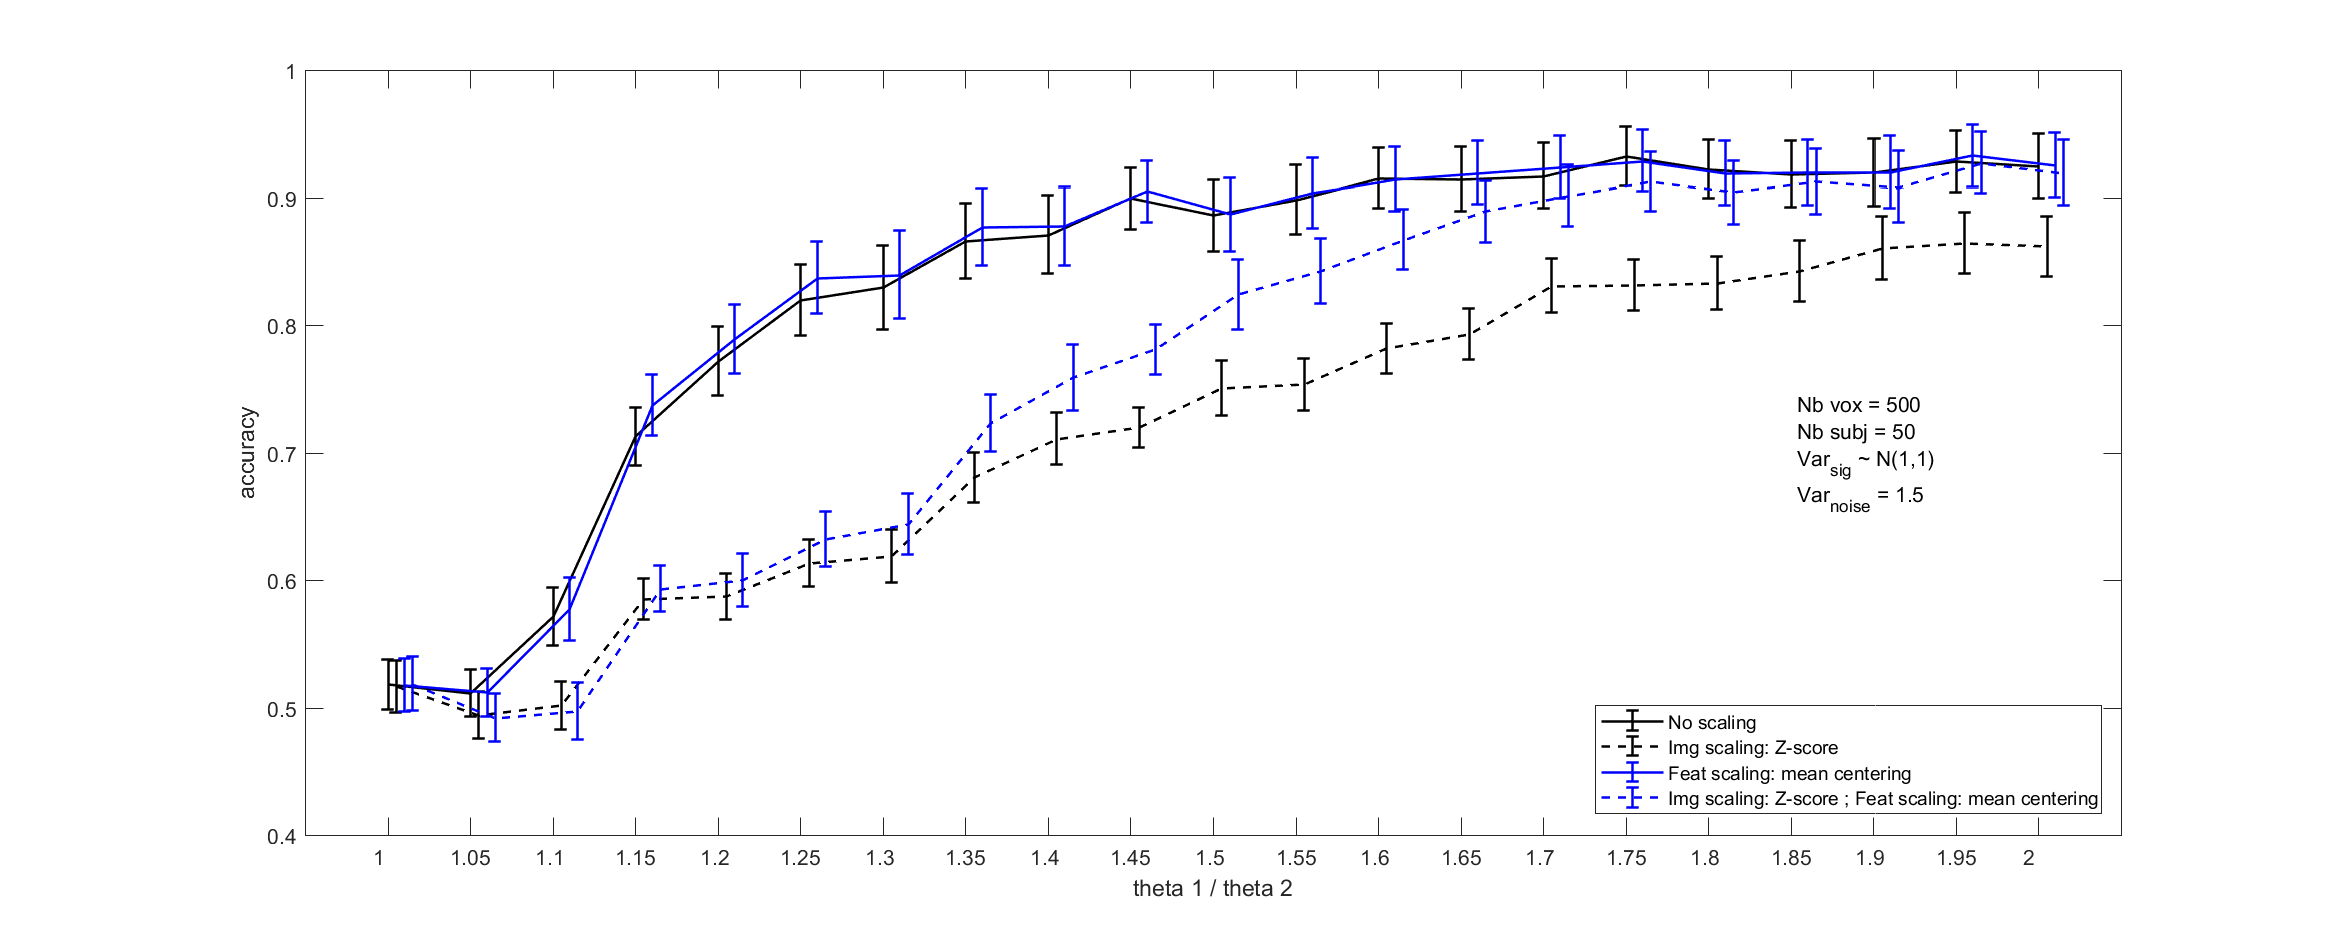 1
0.9
0.8
0.7
0.6
0.5
0.4
accuracy
1 1.05 1.1 1.15 1.2 1.25 1.3 1.35 1.4 1.45 1.5 1.55 1.6 1.65 1.7 1.75 1.8 1.85 1.9 1.95 2
theta 1 / theta 2
Nb vox = 500
Nb subj = 50
Varsig ~ N(1,1)
Varnoise = 1.5
No scaling
Img scaling: Z-score
Feat scaling: mean centering
Img scaling: Z-score ; Feat scaling: mean centering